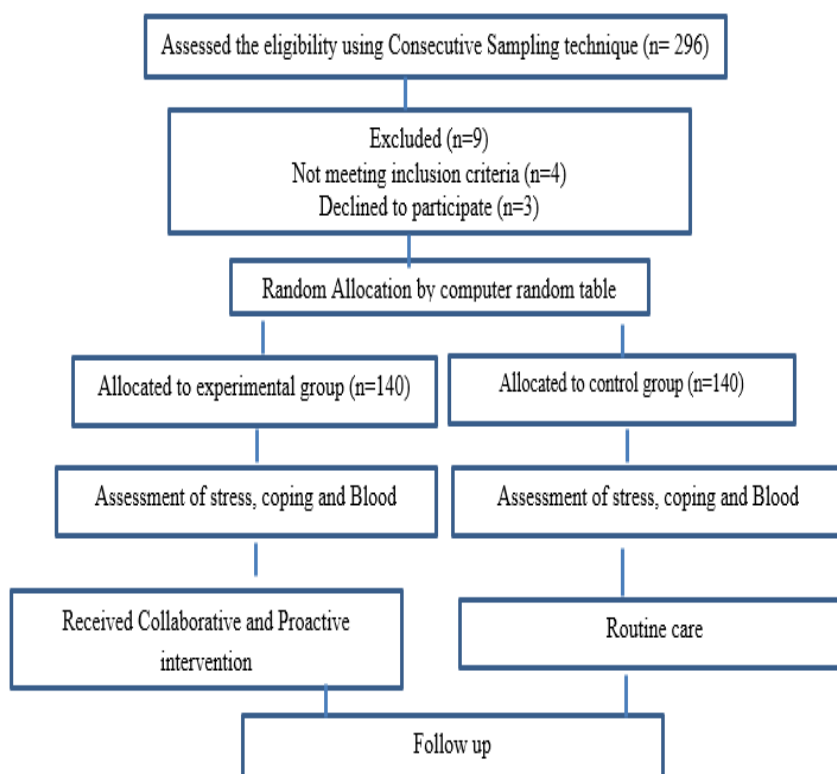 Assessed the eligibility using Consecutive Sampling technique (n= 296)
Excluded (n=9)
Not meeting inclusion criteria (n=4)
Declined to participate (n=3)
Random Allocation by computer random table
Allocated to experimental group (n=140)
Allocated to control group (n=140)
Assessment of stress, coping and Blood
Assessment of stress, coping and Blood
Received Collaborative and Proactive
intervention
Routine care
Follow up